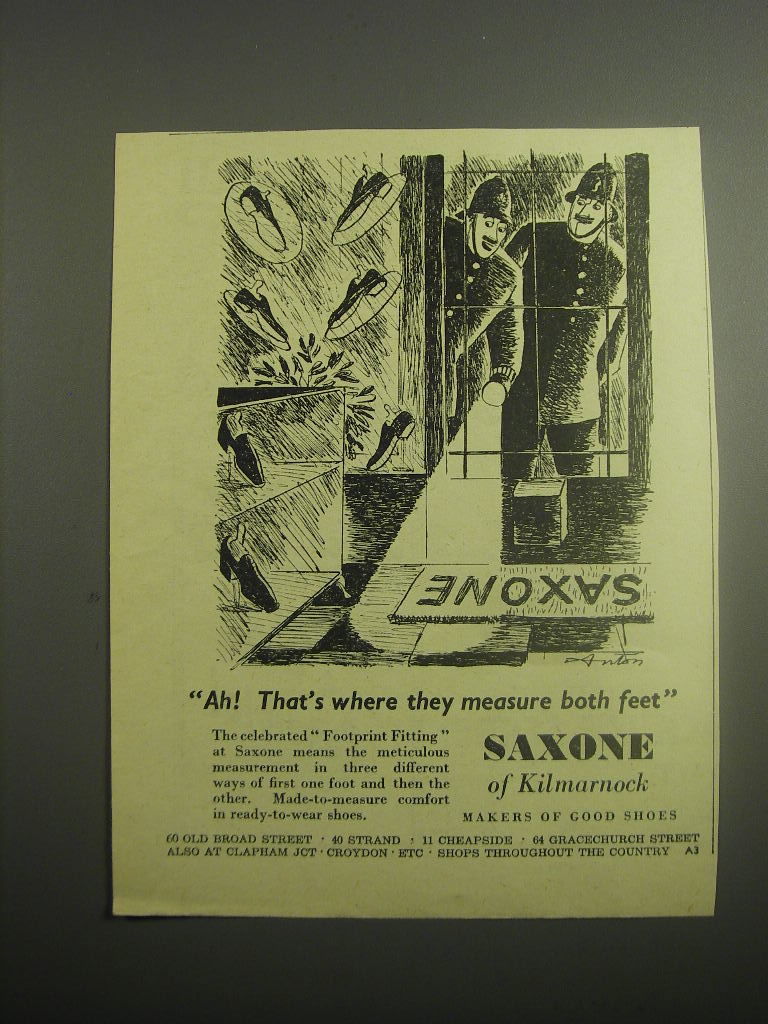 SAXONE
Anton
"Ah! That's where they measure both feet"
The celebrated "Footprint Fitting"
at Saxone means the meticulous
measurement in three different
ways of first one foot and then the
other. Made-to-measure comfort
in ready-to-wear shoes.
SAXONE
of Kilmarnock
MAKERS OF GOOD SHOES
60 OLD BROAD STREET · 40 STRAND · 11 CHEAPSIDE · 64 GRACECHURCH STREET
ALSO AT CLAPHAM JCT · CROYDON · ETC · SHOPS THROUGHOUT THE COUNTRY A3